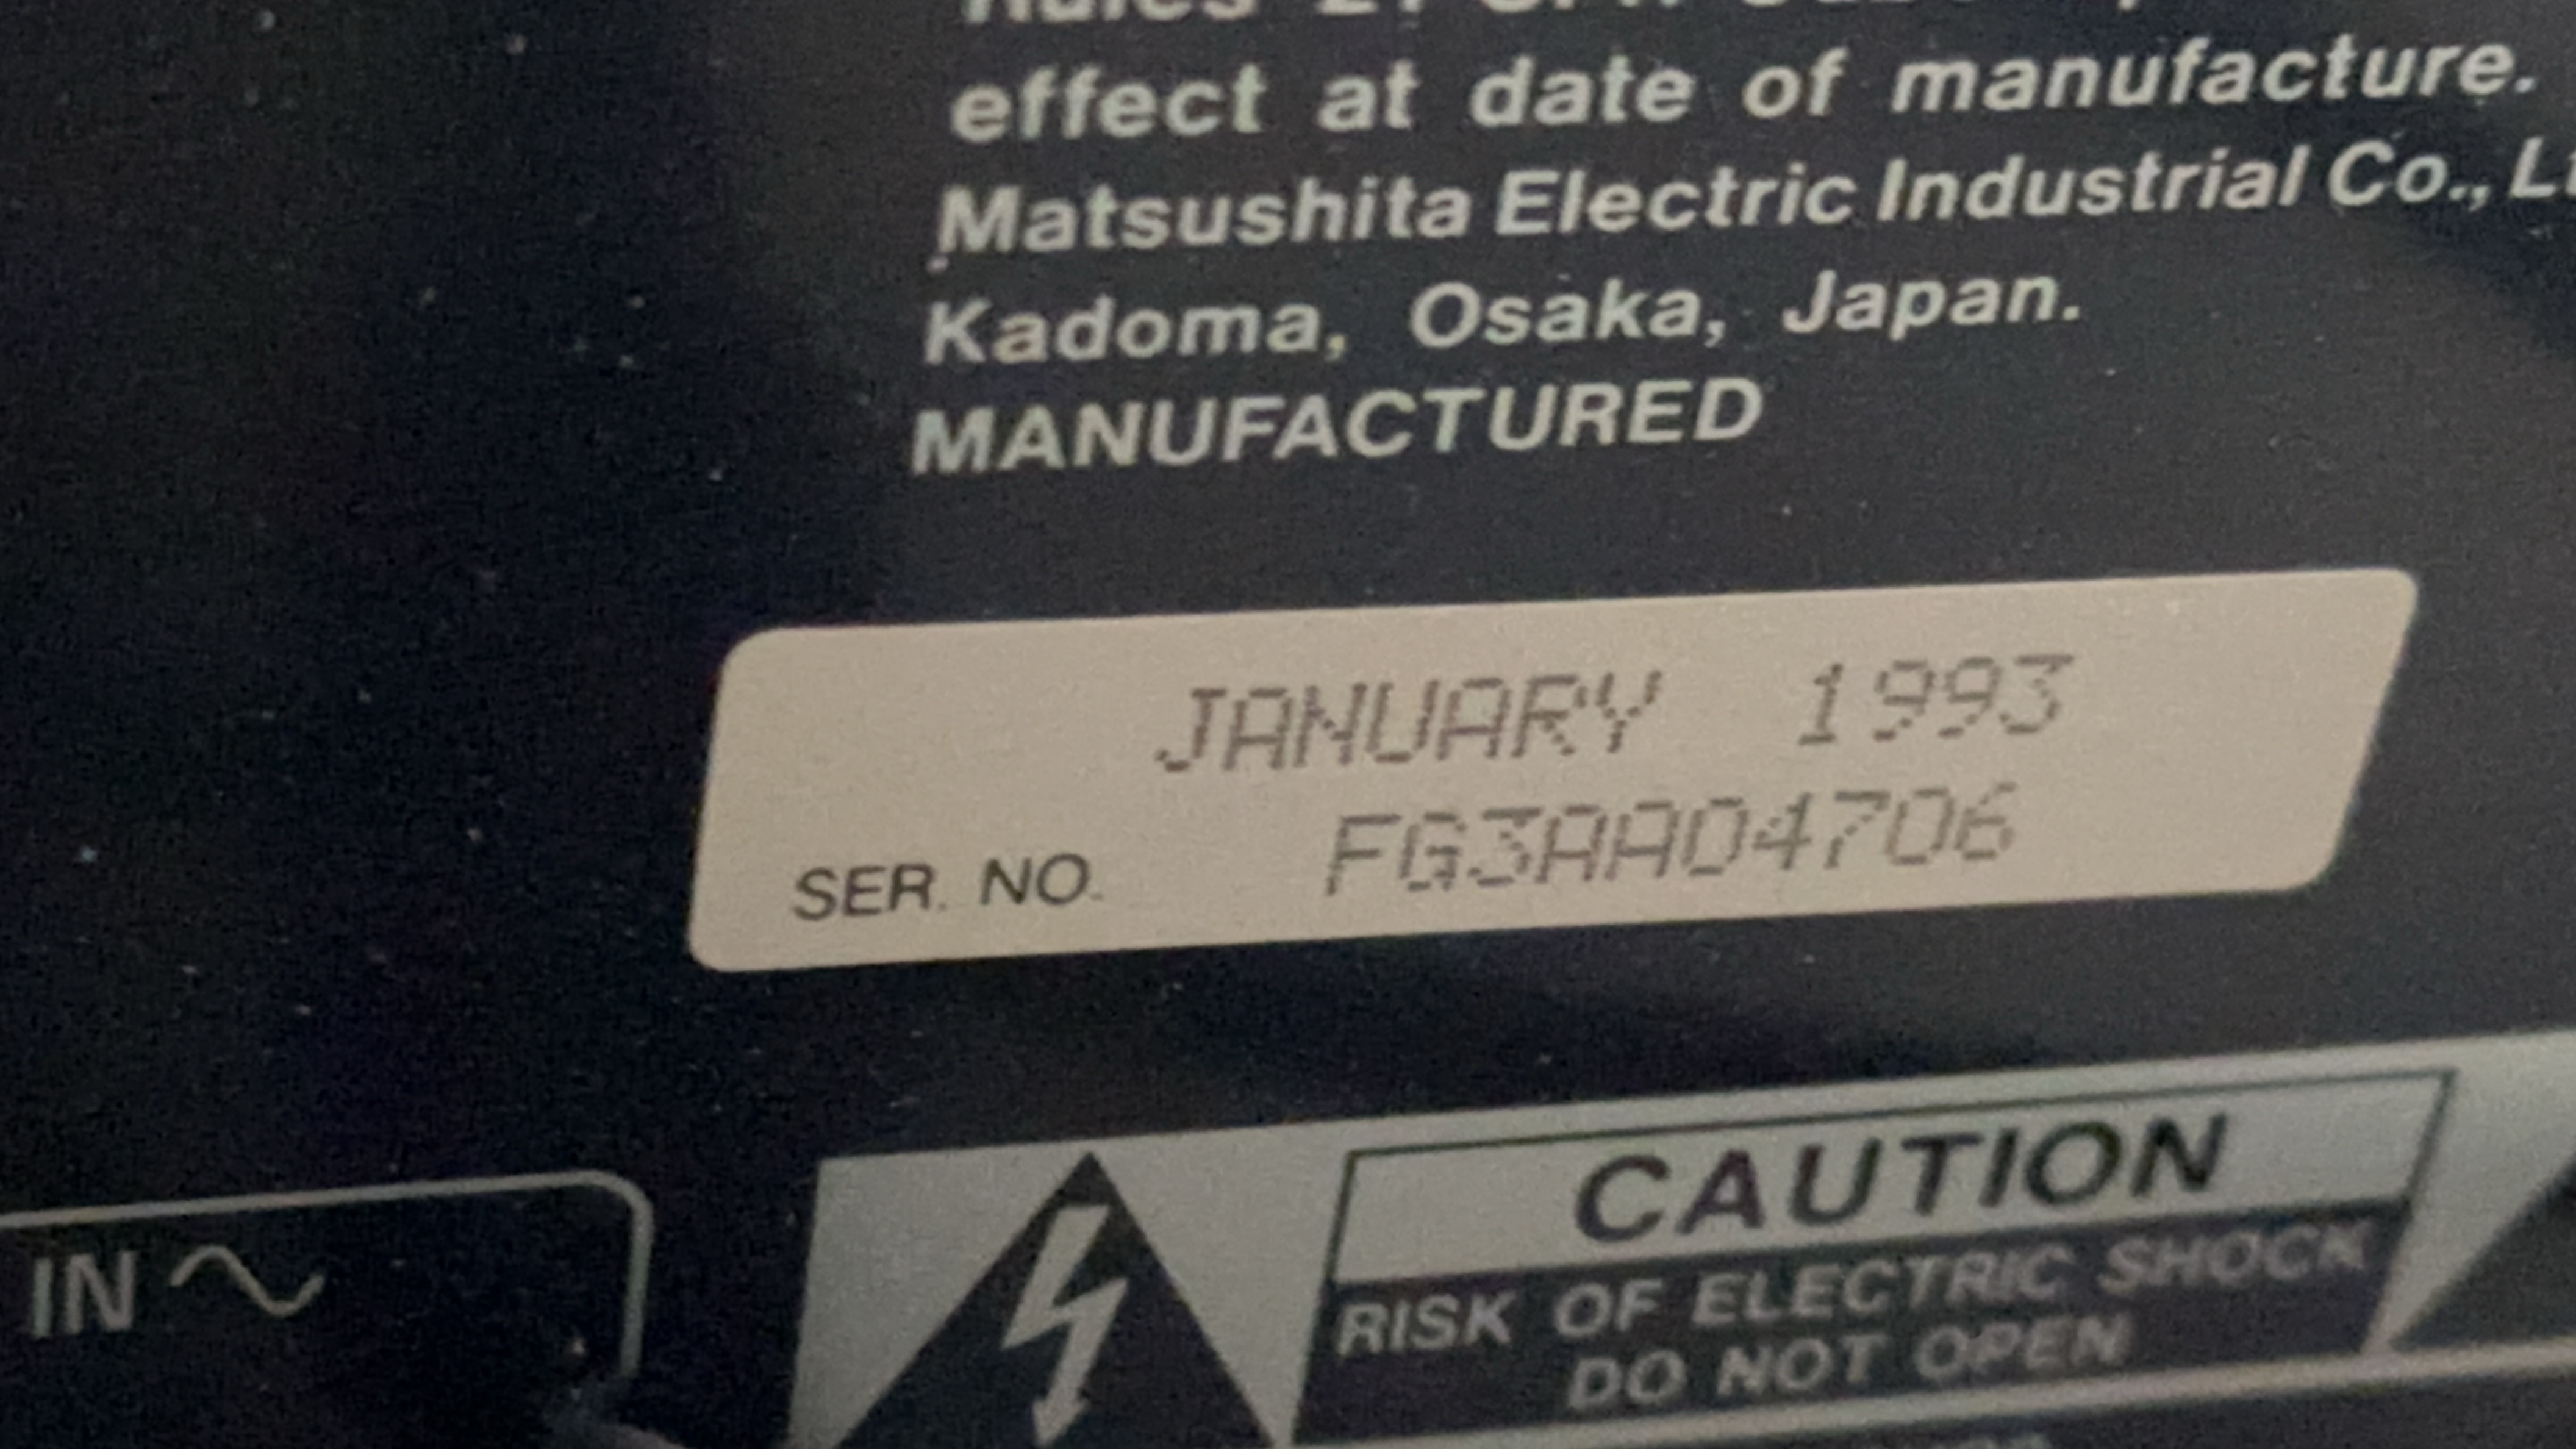 effect at date of manufacture.
Matsushita Electric Industrial Co.,
Kadoma, Osaka, Japan.
MANUFACTURED
JANUARY 1993
SER. NO. FG3AA04706
CAUTION
RISK OF ELECTRIC SHOCK
DO NOT OPEN
IN